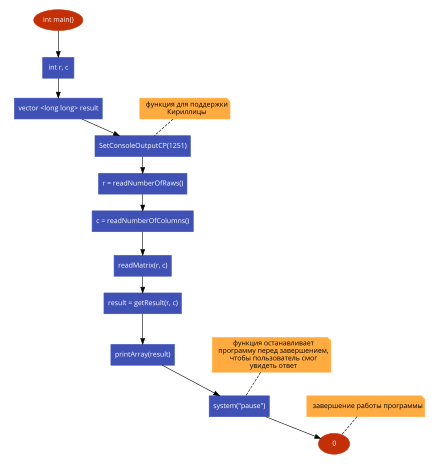 int main()
int r, c
vector <long long> result
функция для поддержки
Кириллицы
SetConsoleOutputCP(1251)
r = readNumberOfRaws()
c = readNumberOfColumns()
readMatrix(r, c)
result = getResult(r, c)
printArray(result)
функция останавливает
программу перед завершением,
чтобы пользователь смог
увидеть ответ
system("pause")
завершение работы программы
0